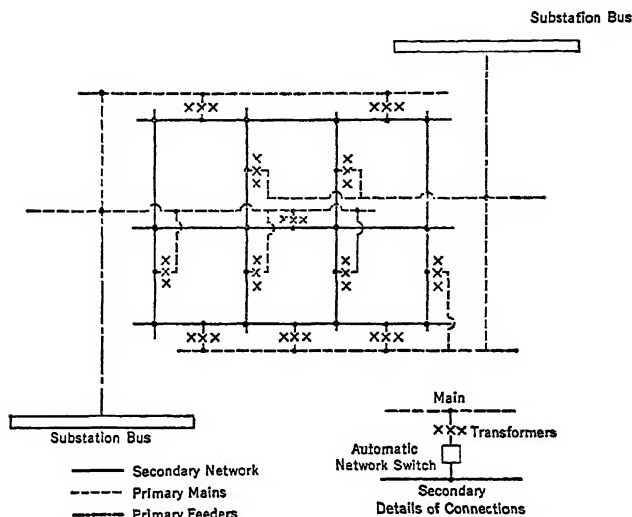 Substation Bus
Substation Bus
Secondary Network
Primary Mains
Primary Feeders
Main
Transformers
Automatic
Network Switch
Secondary
Details of Connections